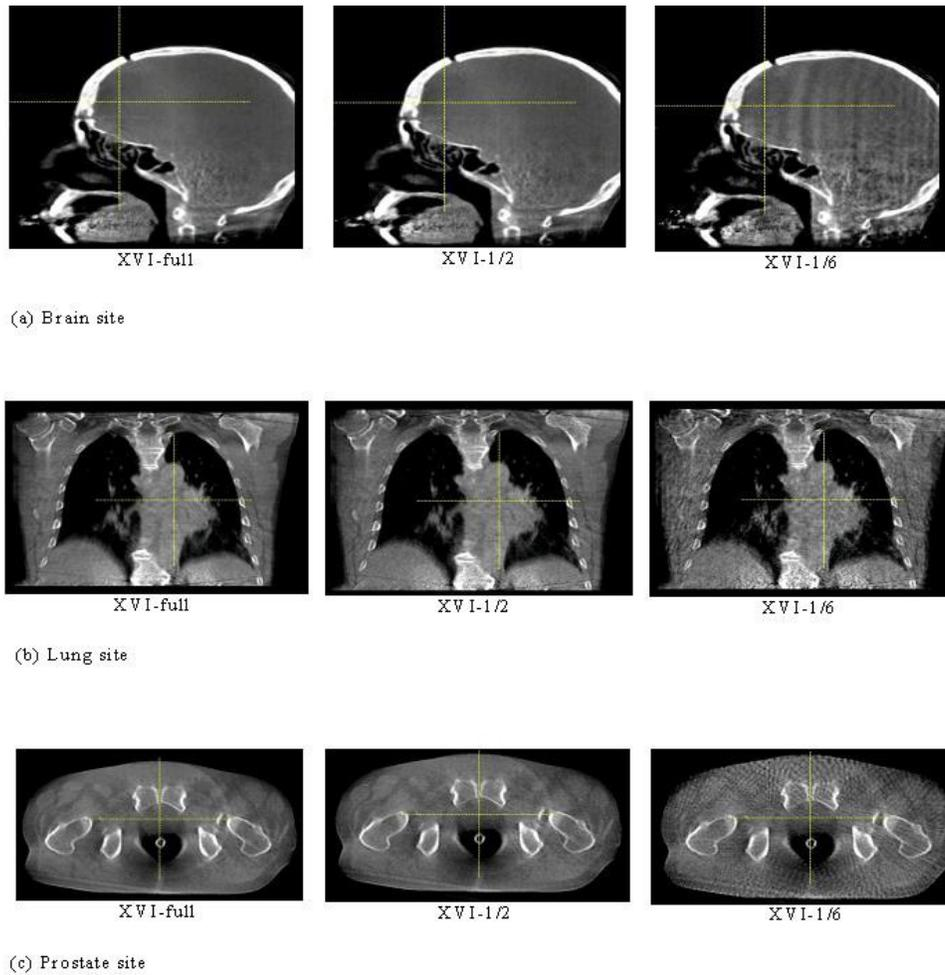 XVI-full
XVI-1/2
XVI-1/6
(a) Brain site
XVI-full
XVI-1/2
XVI-1/6
(b) Lung site
XVI-full
XVI-1/2
XVI-1/6
(c) Prostate site